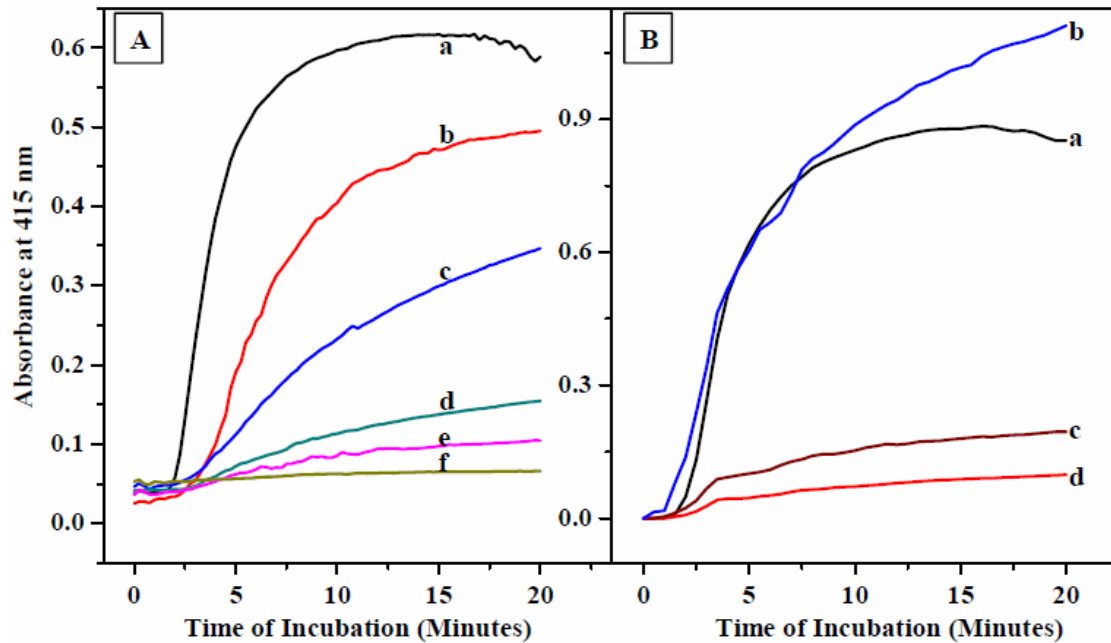 A
B
Absorbance at 415 nm
0.6
0.5
0.4
0.3
0.2
0.1
0.0
a
b
c
d
e
f
0 5 10 15 20
Time of Incubation (Minutes)
0.9
0.6
0.3
0.0
b
a
c
d
0 5 10 15 20
Time of Incubation (Minutes)